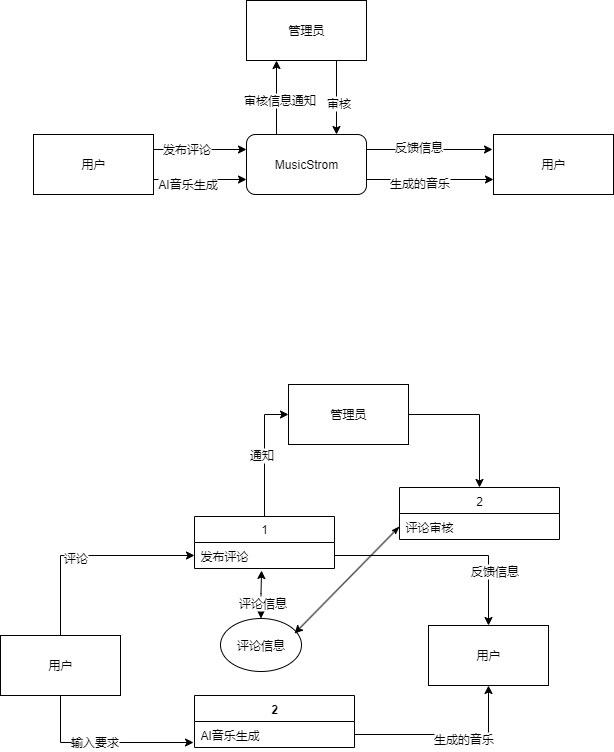 管理员
审核信息通知
审核
用户
发布评论
AI音乐生成
MusicStrom
反馈信息
生成的音乐
用户
管理员
通知
2
评论审核
1
发布评论
评论
反馈信息
评论信息
评论信息
用户
用户
2
AI音乐生成
输入要求
生成的音乐